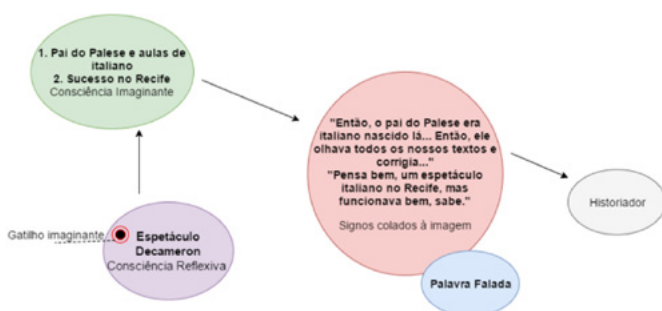 1. Pai do Palese e aulas de
italiano
2. Sucesso no Recife
Consciência Imaginante
"Então, o pai do Palese era
italiano nascido lá... Então, ele
olhava todos os nossos textos e
corrigia..."
"Pensa bem, um espetáculo
italiano no Recife, mas
funcionava bem, sabe."
Signos colados à imagem
Historiador
Gatilho imaginante
Espetáculo
Decameron
Consciência Reflexiva
Palavra Falada